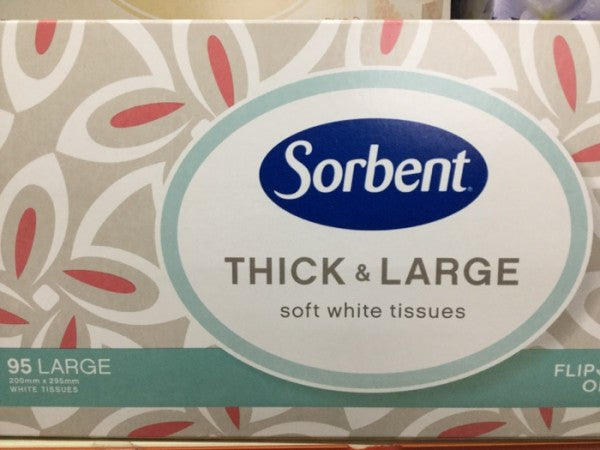 Sorbent
THICK & LARGE
soft white tissues
95 LARGE
200mm x 295mm
WHITE TISSUES